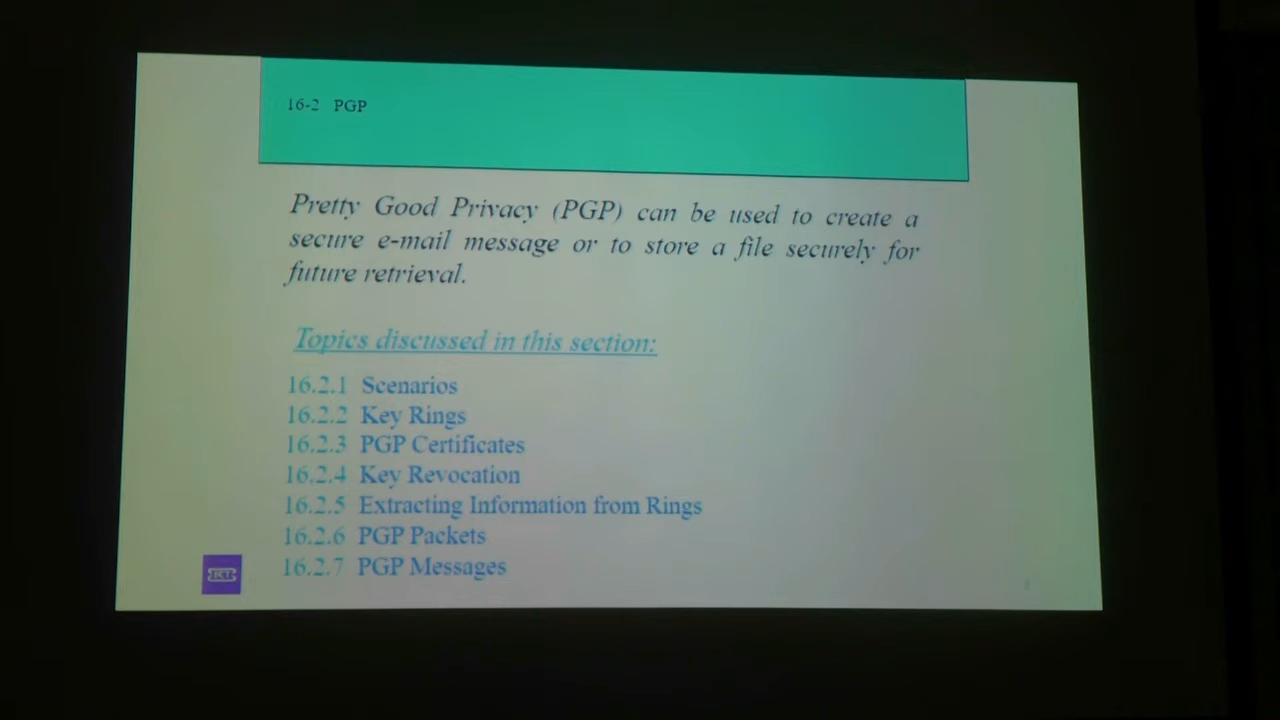 16-2 PGP
Pretty Good Privacy (PGP) can be used to create a
secure e-mail message or to store a file securely for
future retrieval.
Topics discussed in this section:
16.2.1 Scenarios
16.2.2 Key Rings
16.2.3 PGP Certificates
16.2.4 Key Revocation
16.2.5 Extracting Information from Rings
16.2.6 PGP Packets
16.2.7 PGP Messages